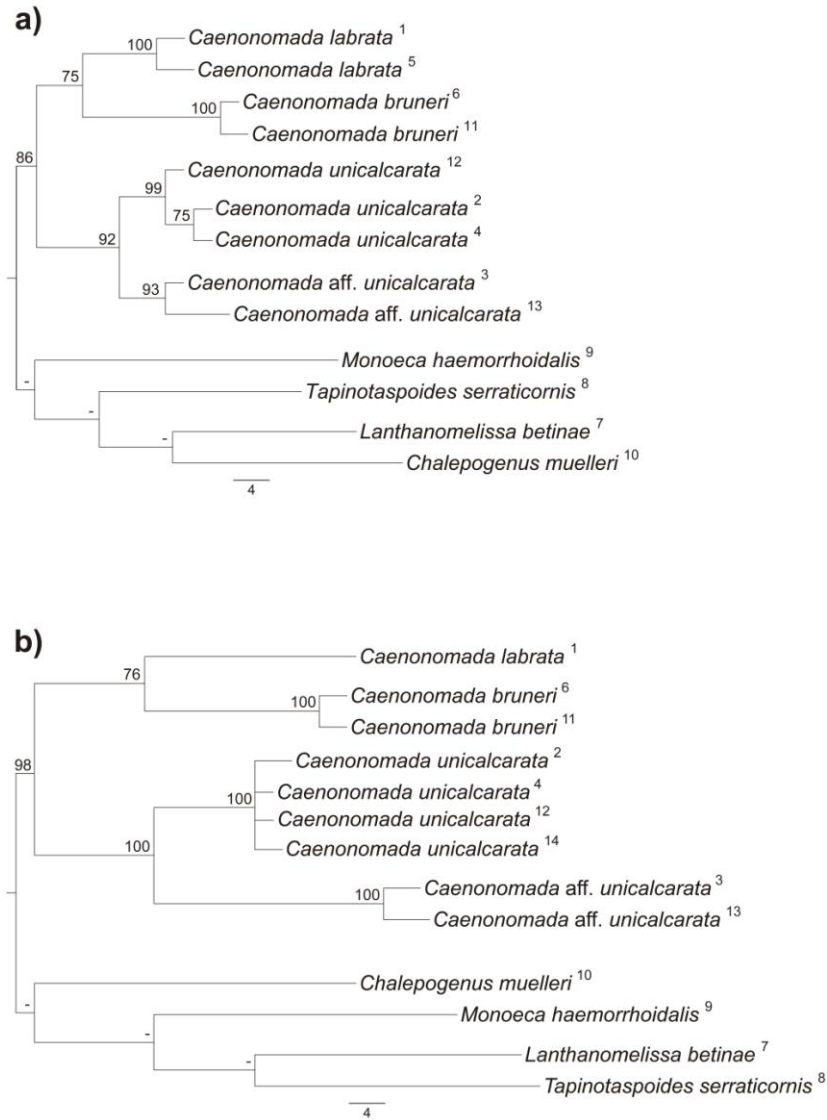 a)
Caenonomada labrata 1
100
Caenonomada labrata 5
75
Caenonomada bruneri 6
100
Caenonomada bruneri 11
86
Caenonomada unicalcarata 12
99
Caenonomada unicalcarata 2
75
Caenonomada unicalcarata 4
92
Caenonomada aff. unicalcarata 3
93
Caenonomada aff. unicalcarata 13
Monoeca haemorrhoidalis 9
-
Tapinotaspoides serraticornis 8
-
Lanthanomelissa betinae 7
-
Chalepogenus muelleri 10
4
b)
Caenonomada labrata 1
76
Caenonomada bruneri 6
100
Caenonomada bruneri 11
98
Caenonomada unicalcarata 2
Caenonomada unicalcarata 4
100
Caenonomada unicalcarata 12
Caenonomada unicalcarata 14
100
Caenonomada aff. unicalcarata 3
100
Caenonomada aff. unicalcarata 13
Chalepogenus muelleri 10
-
Monoeca haemorrhoidalis 9
-
Lanthanomelissa betinae 7
-
Tapinotaspoides serraticornis 8
4